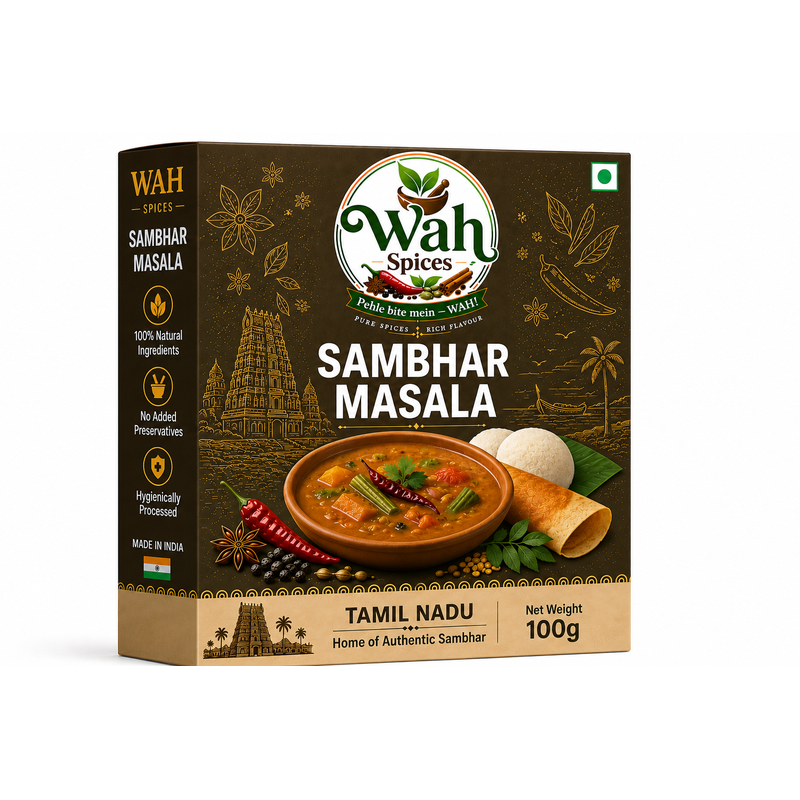 WAH
SPICES
SAMBHAR
MASALA
100% Natural
Ingredients
No Added
Preservatives
Hygienically
Processed
MADE IN INDIA
Wah
Spices
Pehle bite mein – WAH!
PURE SPICES RICH FLAVOUR
SAMBHAR
MASALA
TAMIL NADU
Home of Authentic Sambhar
Net Weight
100g